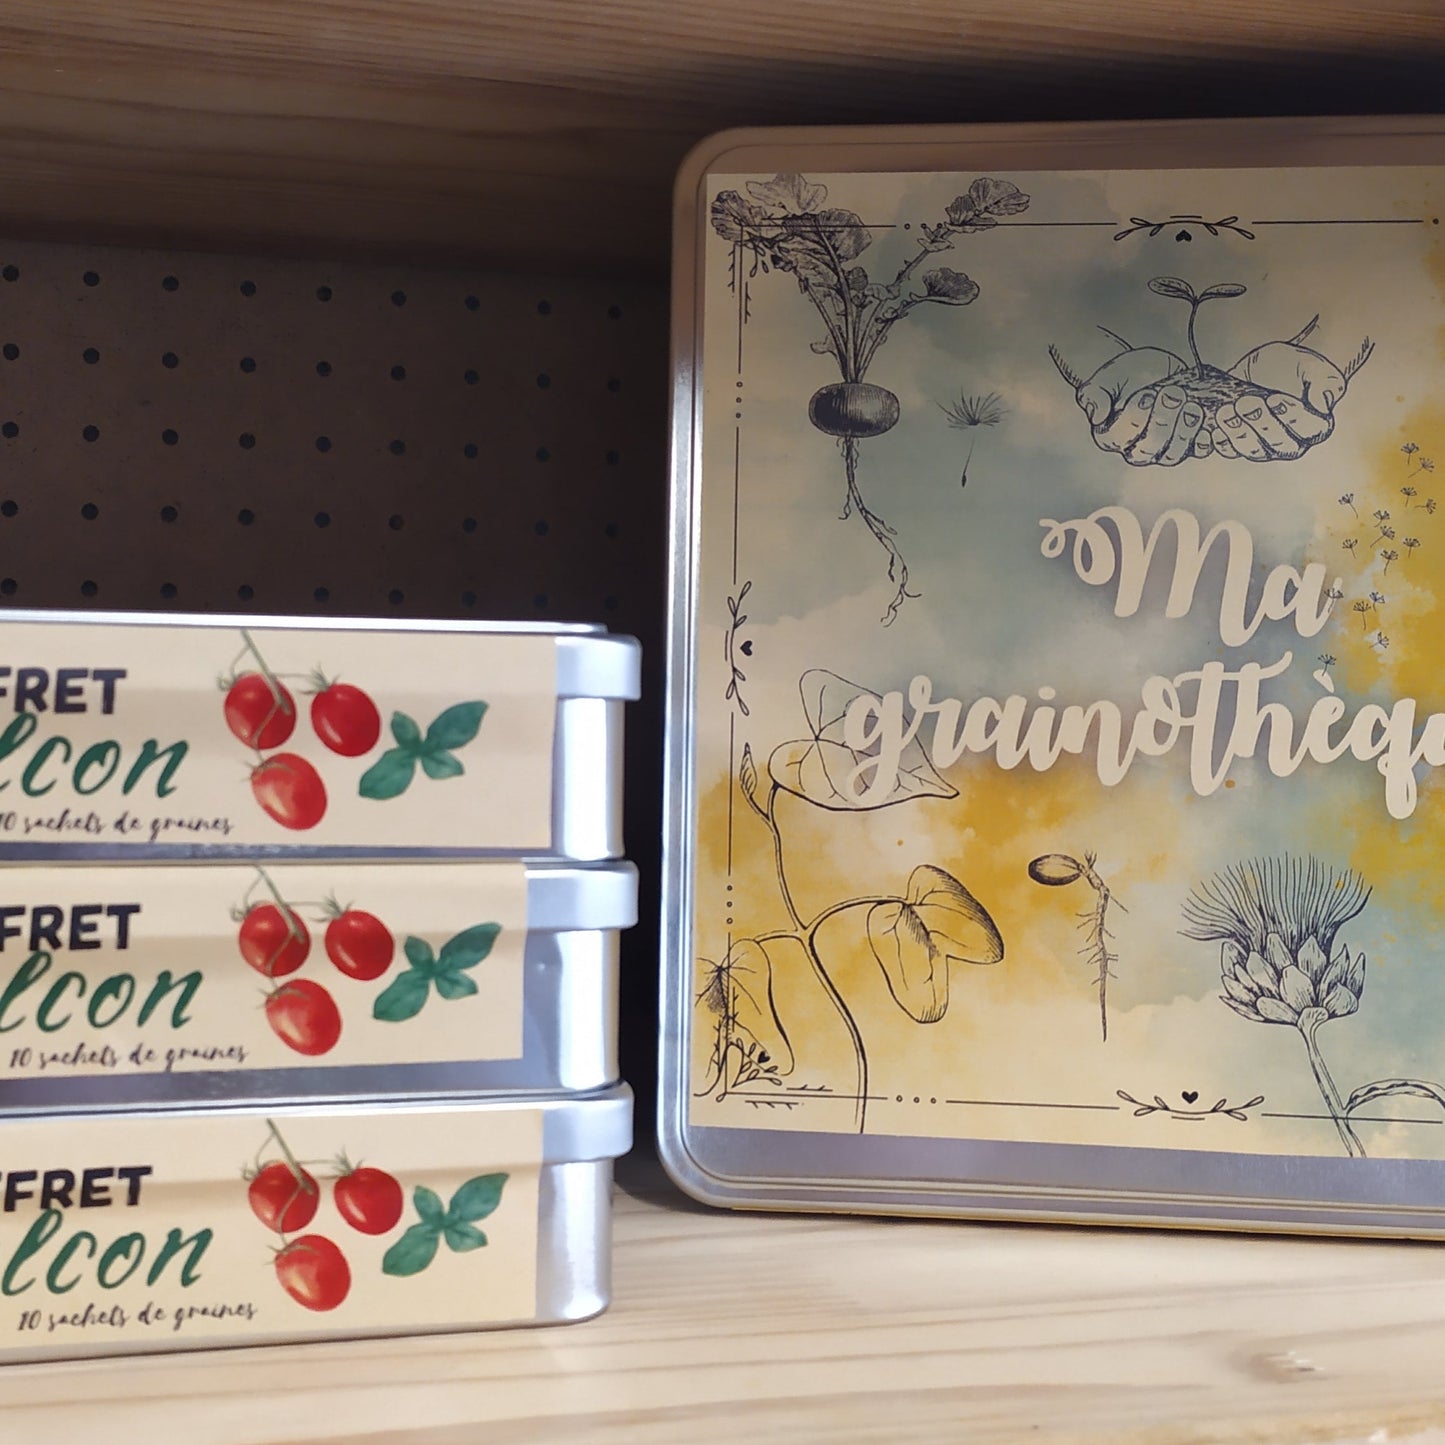 FRET
lcon
10 sachets de graines
FRET
lcon
10 sachets de graines
FFRET
lcon
10 sachets de graines
Ma
grainothèqu